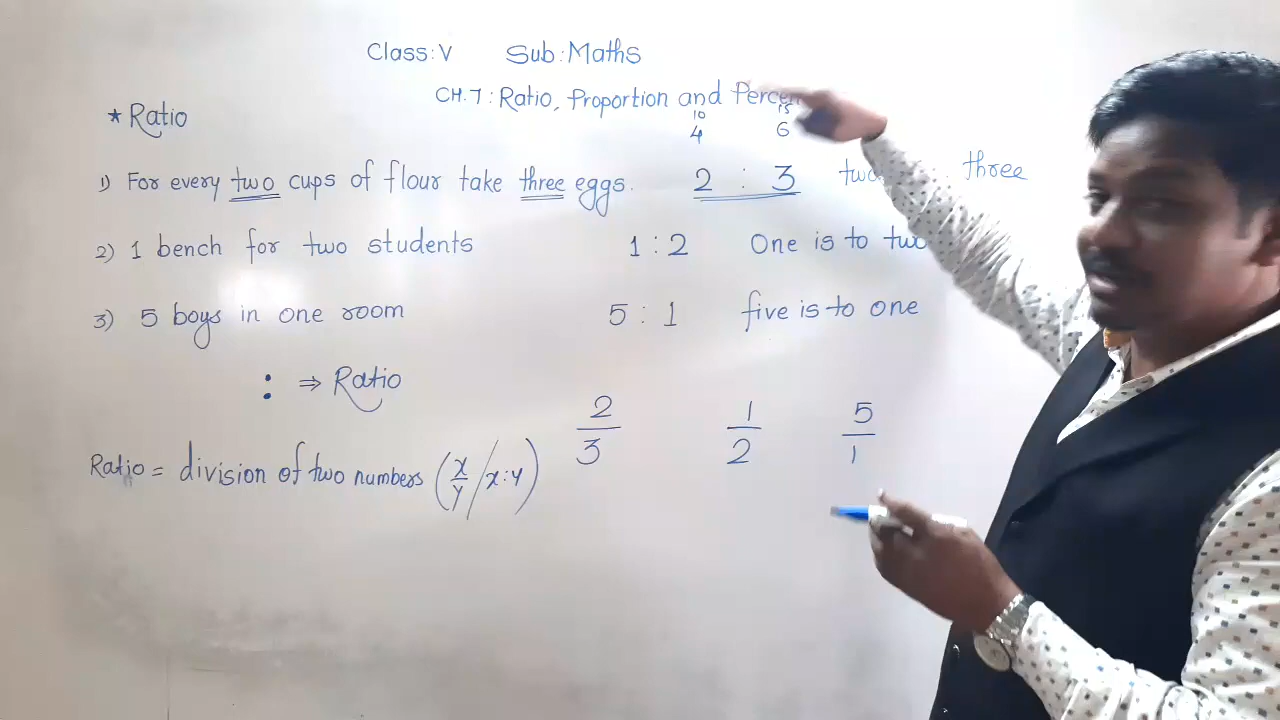 Class: V Sub: Maths
CH. 7: Ratio, Proportion and
* Ratio
10 15
4 6
1) For every two cups of flour take three eggs. 2 : 3 three
2) 1 bench for two students 1 : 2 One is to two
3) 5 boys in one room 5 : 1 five is to one
: ⇒ Ratio
2/3 1/2 5/1
Ratio = division of two numbers (x/y / x:y)